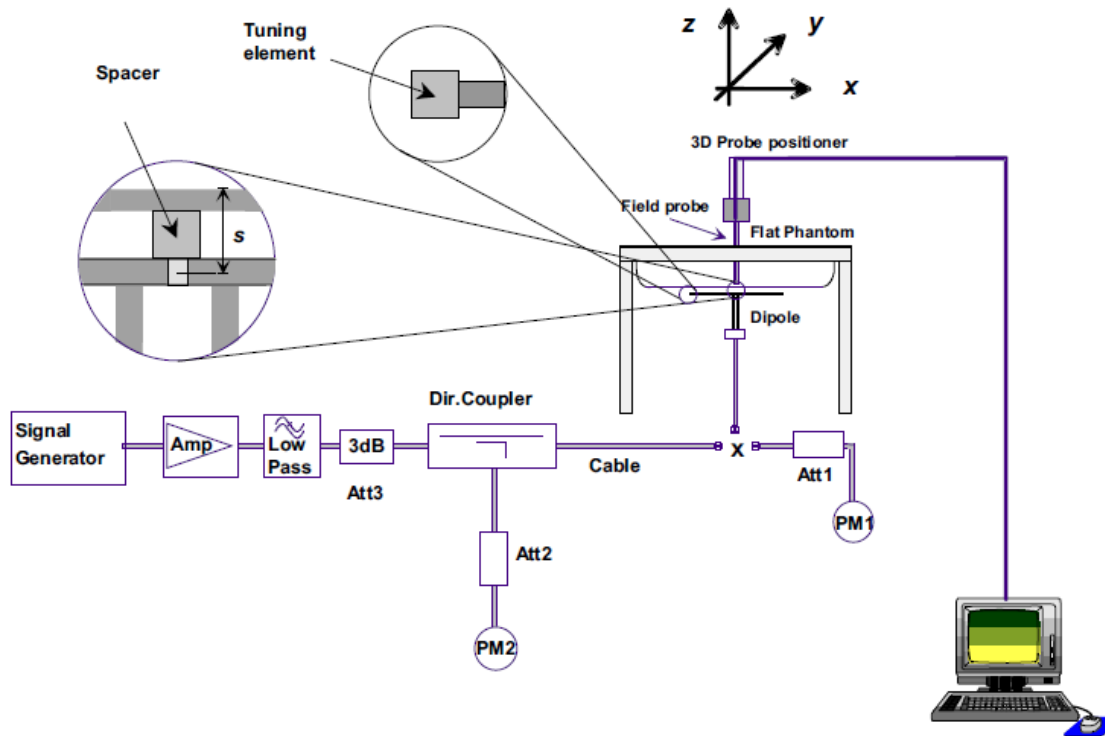 Tuning
element
Spacer
s
z
y
x
3D Probe positioner
Field probe
Flat Phantom
Dipole
Dir.Coupler
Signal
Generator
Amp
Low
Pass
3dB
Att3
Cable
X
Att1
PM1
Att2
PM2